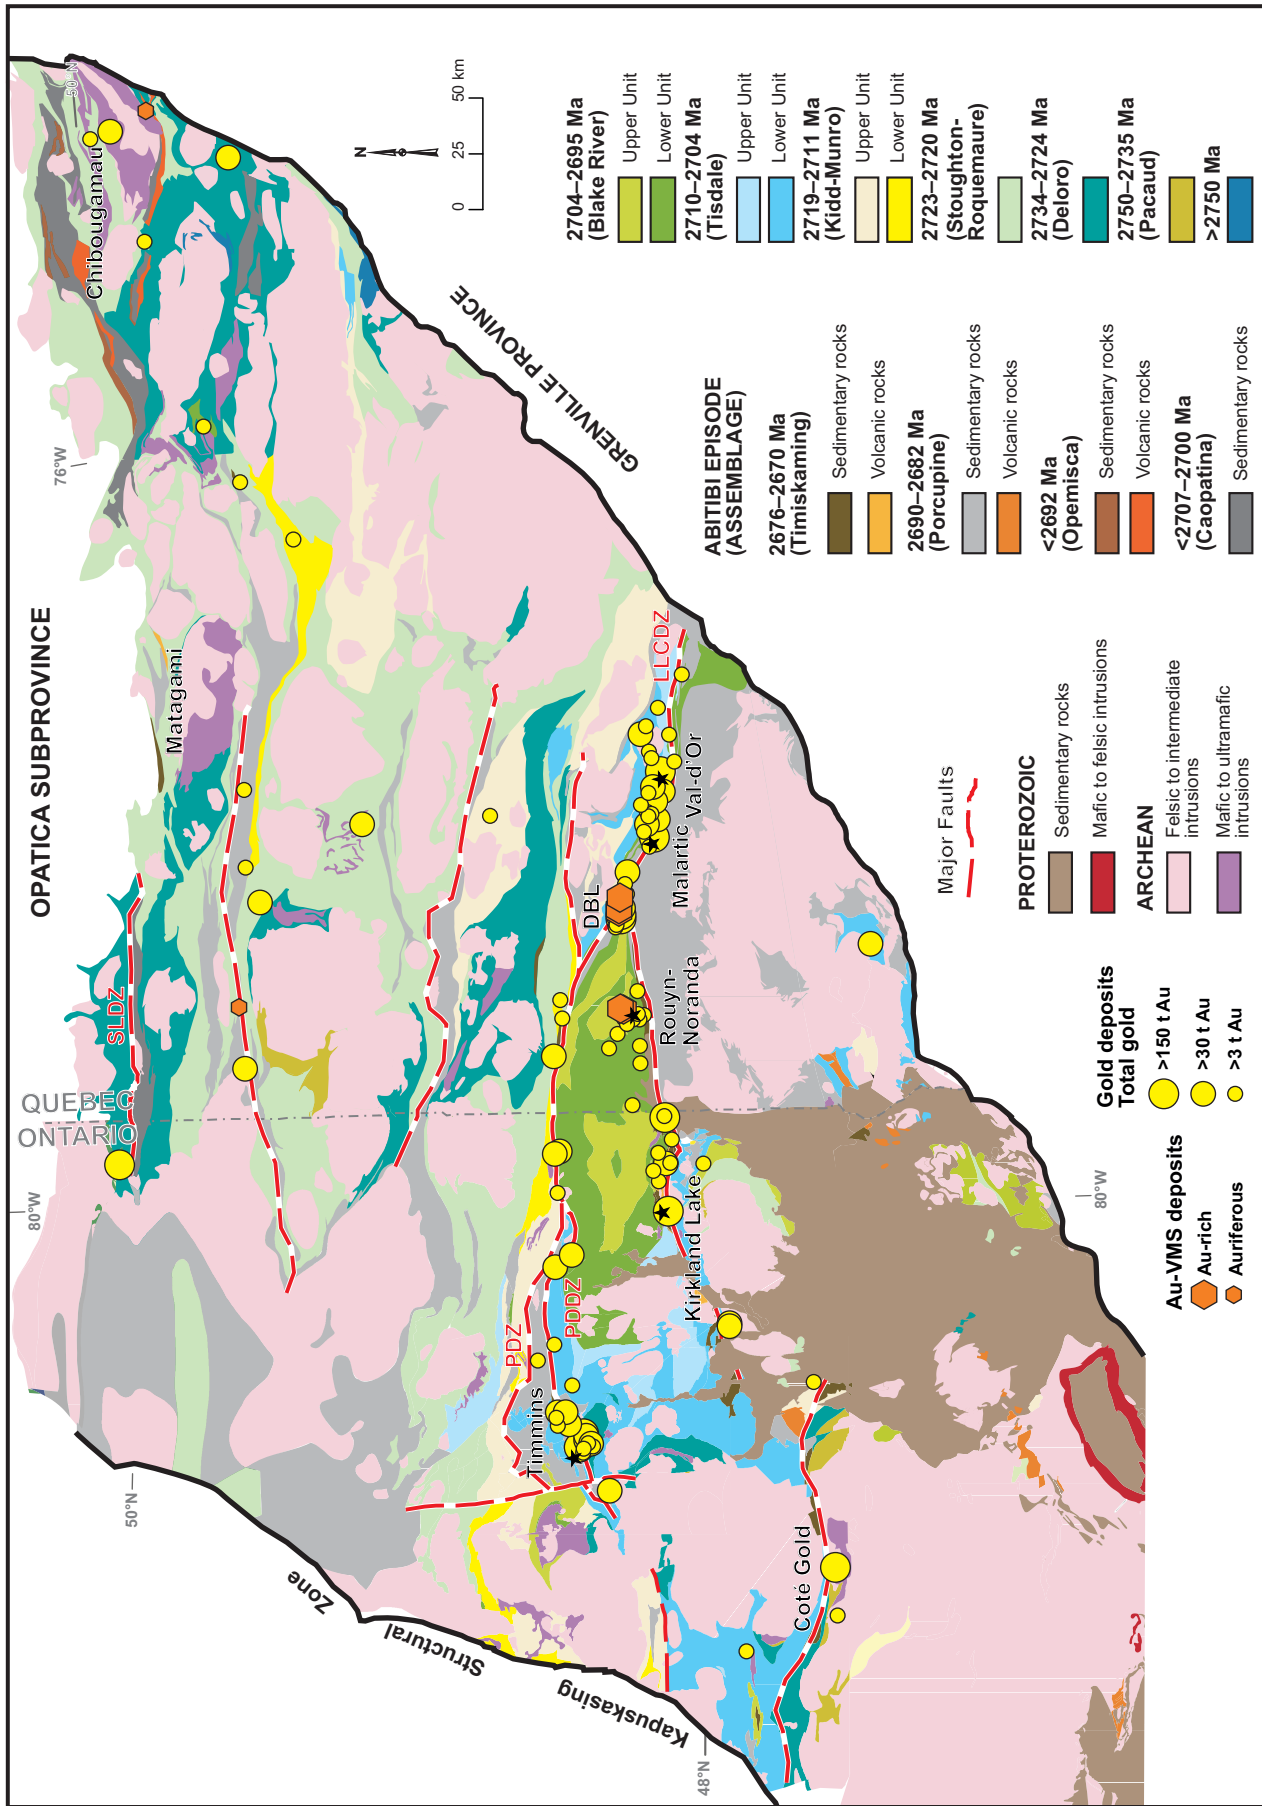 OPATICA SUBPROVINCE
Chibougamau
50°N
76°W
Matagami
SLDZ
QUEBEC
ONTARIO
80°W
50°N
Kapuskasing
Structural
Zone
GRENVILLE PROVINCE
N
0
25
50 km
LLCDZ
Val-d'Or
Malartic
DBL
Rouyn-
Noranda
Kirkland Lake
PDDZ
PDZ
Timmins
Coté Gold
48°N
80°W
Au-VMS deposits
Au-rich
Auriferous
Gold deposits
Total gold
>150 t Au
>30 t Au
>3 t Au
Major Faults
PROTEROZOIC
Sedimentary rocks
Mafic to felsic intrusions
ARCHEAN
Felsic to intermediate
intrusions
Mafic to ultramafic
intrusions
ABITIBI EPISODE
(ASSEMBLAGE)
2676–2670 Ma
(Timiskaming)
Sedimentary rocks
Volcanic rocks
2690–2682 Ma
(Porcupine)
Sedimentary rocks
Volcanic rocks
<2692 Ma
(Opemisca)
Sedimentary rocks
Volcanic rocks
<2707–2700 Ma
(Caopatina)
Sedimentary rocks
2704–2695 Ma
(Blake River)
Upper Unit
Lower Unit
2710–2704 Ma
(Tisdale)
Upper Unit
Lower Unit
2719–2711 Ma
(Kidd-Munro)
Upper Unit
Lower Unit
2723–2720 Ma
(Stoughton-
Roquemaure)
2734–2724 Ma
(Deloro)
2750–2735 Ma
(Pacaud)
>2750 Ma